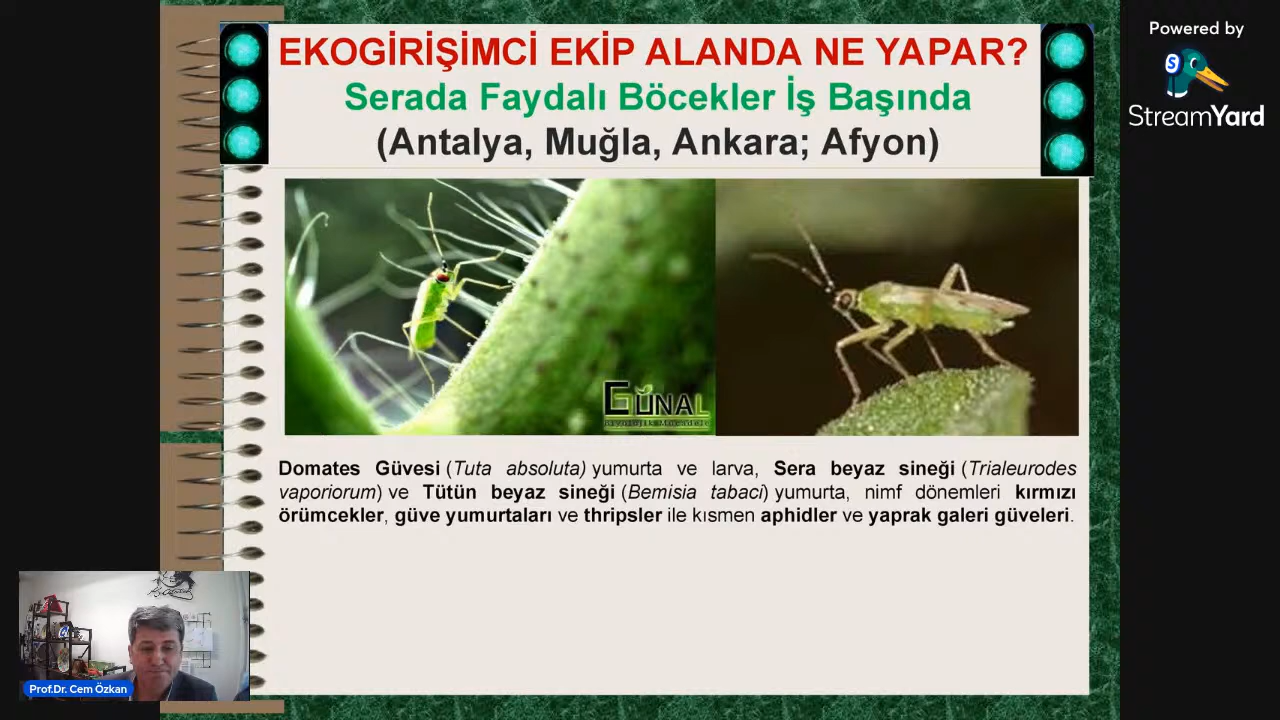 EKOGİRİŞİMCİ EKİP ALANDA NE YAPAR?
Serada Faydalı Böcekler İş Başında
(Antalya, Muğla, Ankara; Afyon)
Powered by
StreamYard
GÜNAL
Domates Güvesi (Tuta absoluta) yumurta ve larva, Sera beyaz sineği (Trialeurodes
vaporiorum) ve Tütün beyaz sineği (Bemisia tabaci) yumurta, nimf dönemleri kırmızı
örümcekler, güve yumurtaları ve thripsler ile kısmen aphidler ve yaprak galeri güveleri.
Prof.Dr. Cem Özkan